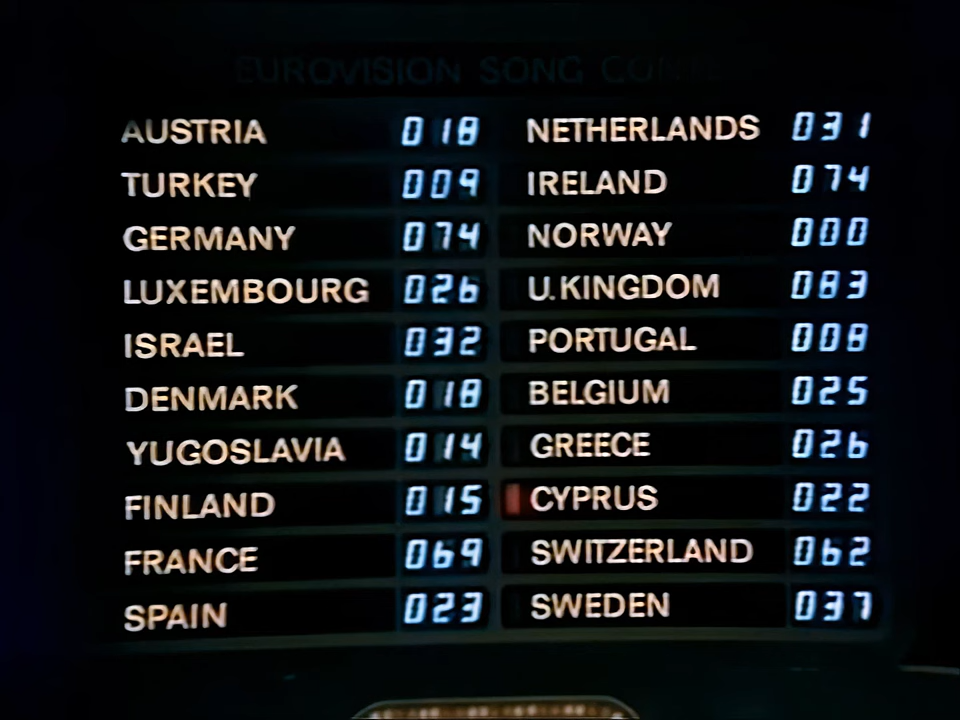 EUROVISION SONG CONTE
AUSTRIA 018
TURKEY 009
GERMANY 074
LUXEMBOURG 026
ISRAEL 032
DENMARK 018
YUGOSLAVIA 014
FINLAND 015
FRANCE 069
SPAIN 023
NETHERLANDS 031
IRELAND 074
NORWAY 000
U.KINGDOM 083
PORTUGAL 008
BELGIUM 025
GREECE 026
CYPRUS 022
SWITZERLAND 062
SWEDEN 037